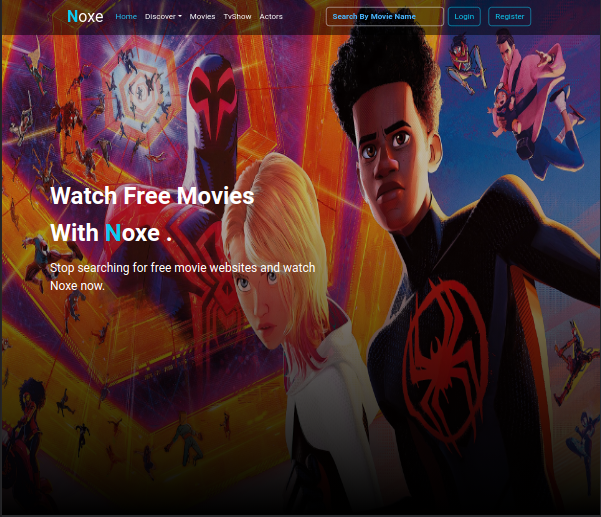 Noxe Home Discover Movies TvShow Actors Search By Movie Name Login Register
Watch Free Movies
With Noxe .
Stop searching for free movie websites and watch
Noxe now.